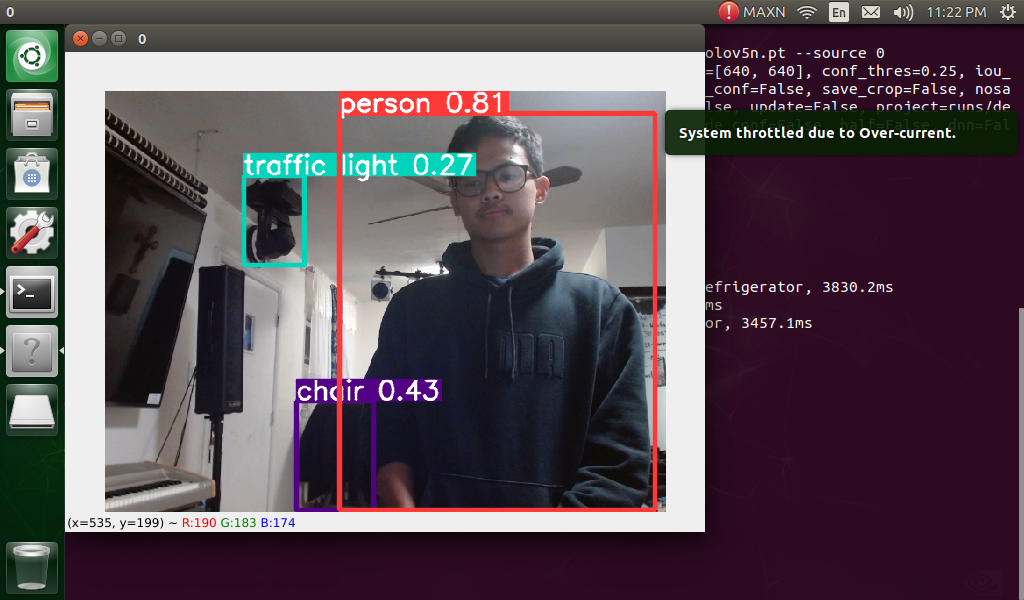 0
MAXN
En
11:22 PM
0
olov5n.pt --source 0
=[640, 640], conf_thres=0.25, iou_
_conf=False, save_crop=False, nosa
lse, update=False, project=runs/de
System throttled due to Over-current.
person 0.81
traffic light 0.27
efrigerator, 3830.2ms
ms
or, 3457.1ms
chair 0.43
(x=535, y=199) ~ R:190 G:183 B:174